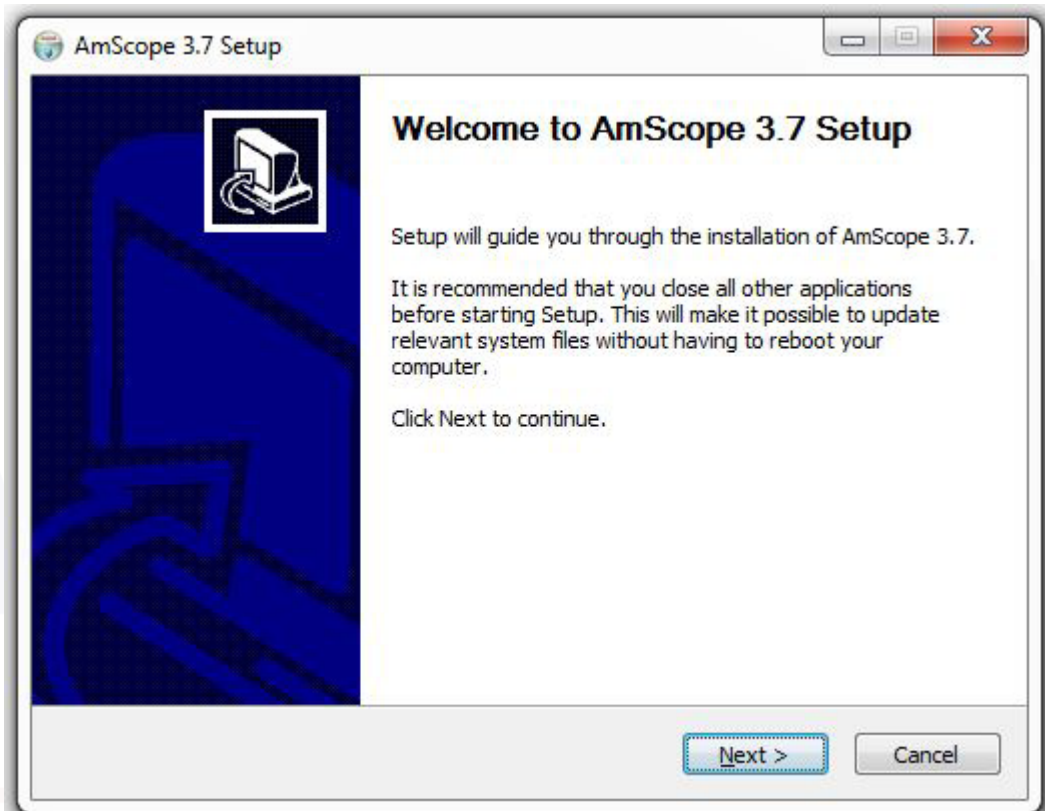 AmScope 3.7 Setup
Welcome to AmScope 3.7 Setup
Setup will guide you through the installation of AmScope 3.7.
It is recommended that you close all other applications
before starting Setup. This will make it possible to update
relevant system files without having to reboot your
computer.
Click Next to continue.
Next >
Cancel